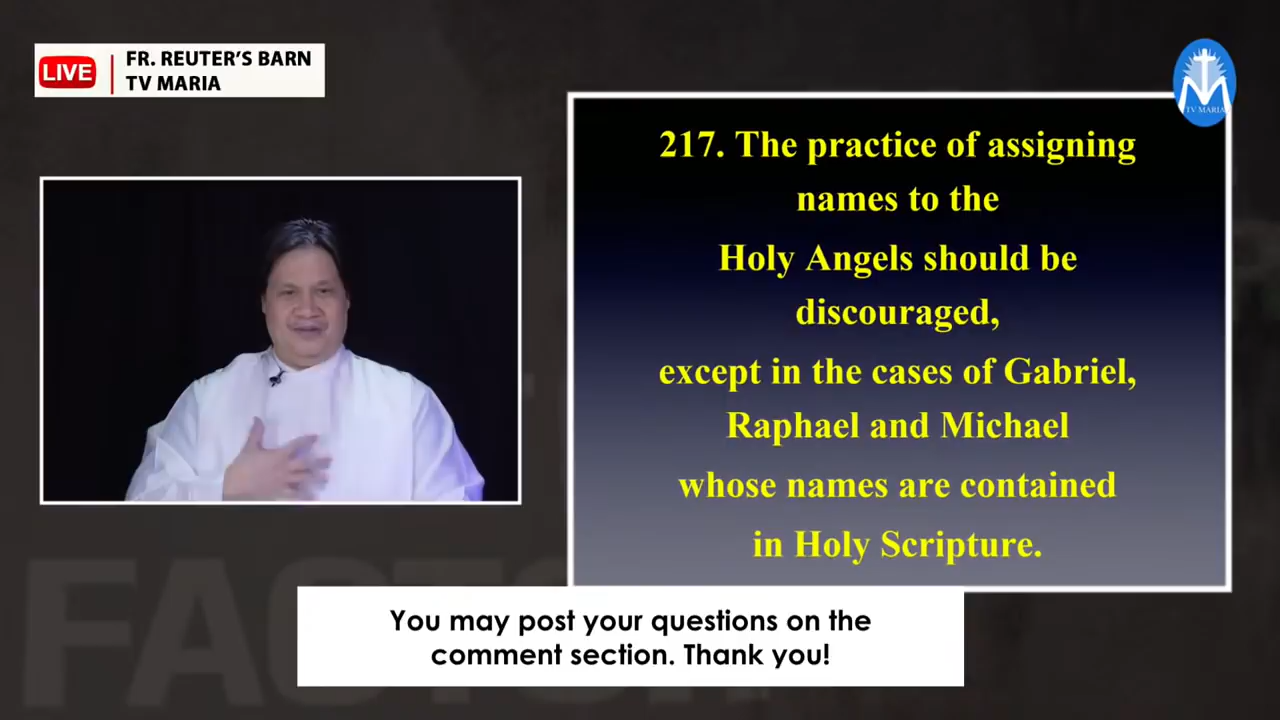 LIVE
FR. REUTER'S BARN
TV MARIA
TV MARIA
217. The practice of assigning
names to the
Holy Angels should be
discouraged,
except in the cases of Gabriel,
Raphael and Michael
whose names are contained
in Holy Scripture.
You may post your questions on the
comment section. Thank you!